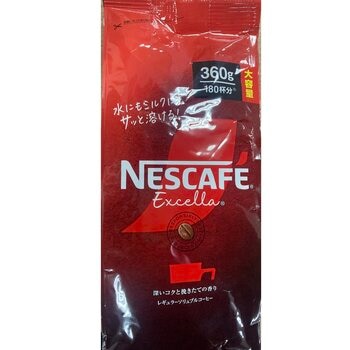 360g
180杯分
大容量
水にもミルクにも
サッと溶ける!
NESCAFÉ
Excella®
深いコクと挽きたての香り
レギュラーソリュブルコーヒー